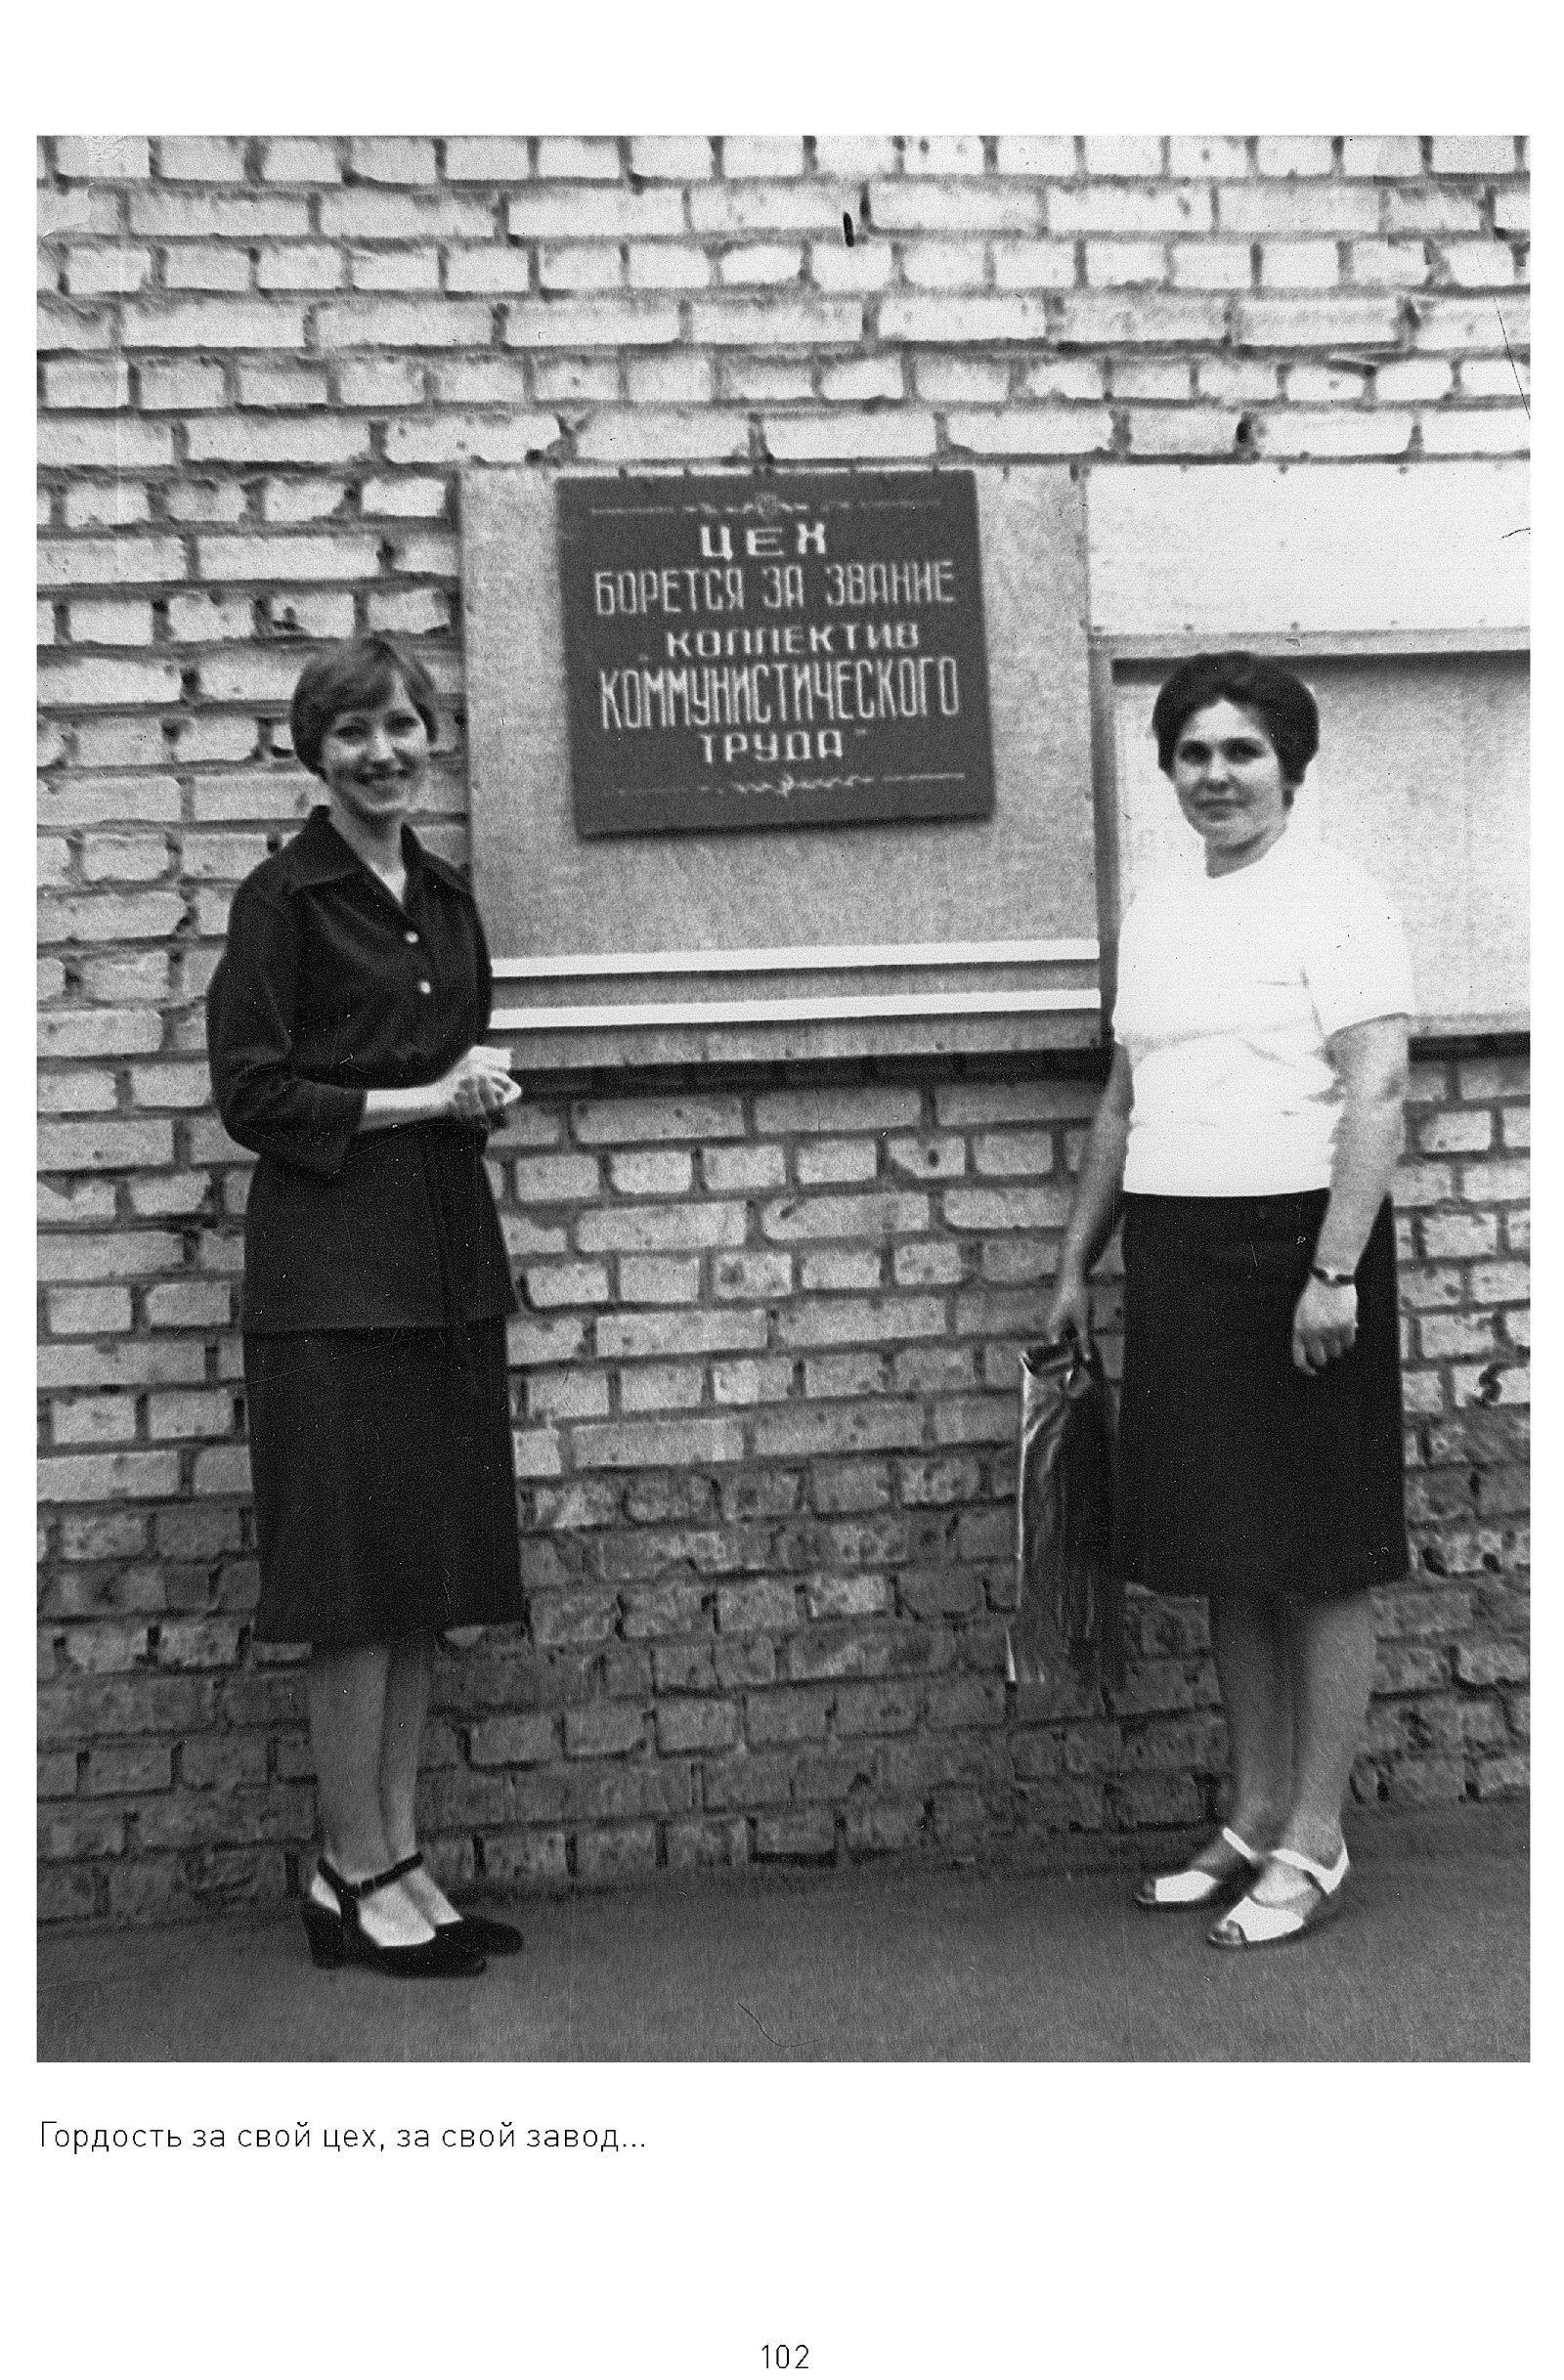 ЦЕХ
БОРЕТСЯ ЗА ЗВАНИЕ
„КОЛЛЕКТИВ
КОММУНИСТИЧЕСКОГО
ТРУДА"
Гордость за свой цех, за свой завод...
102